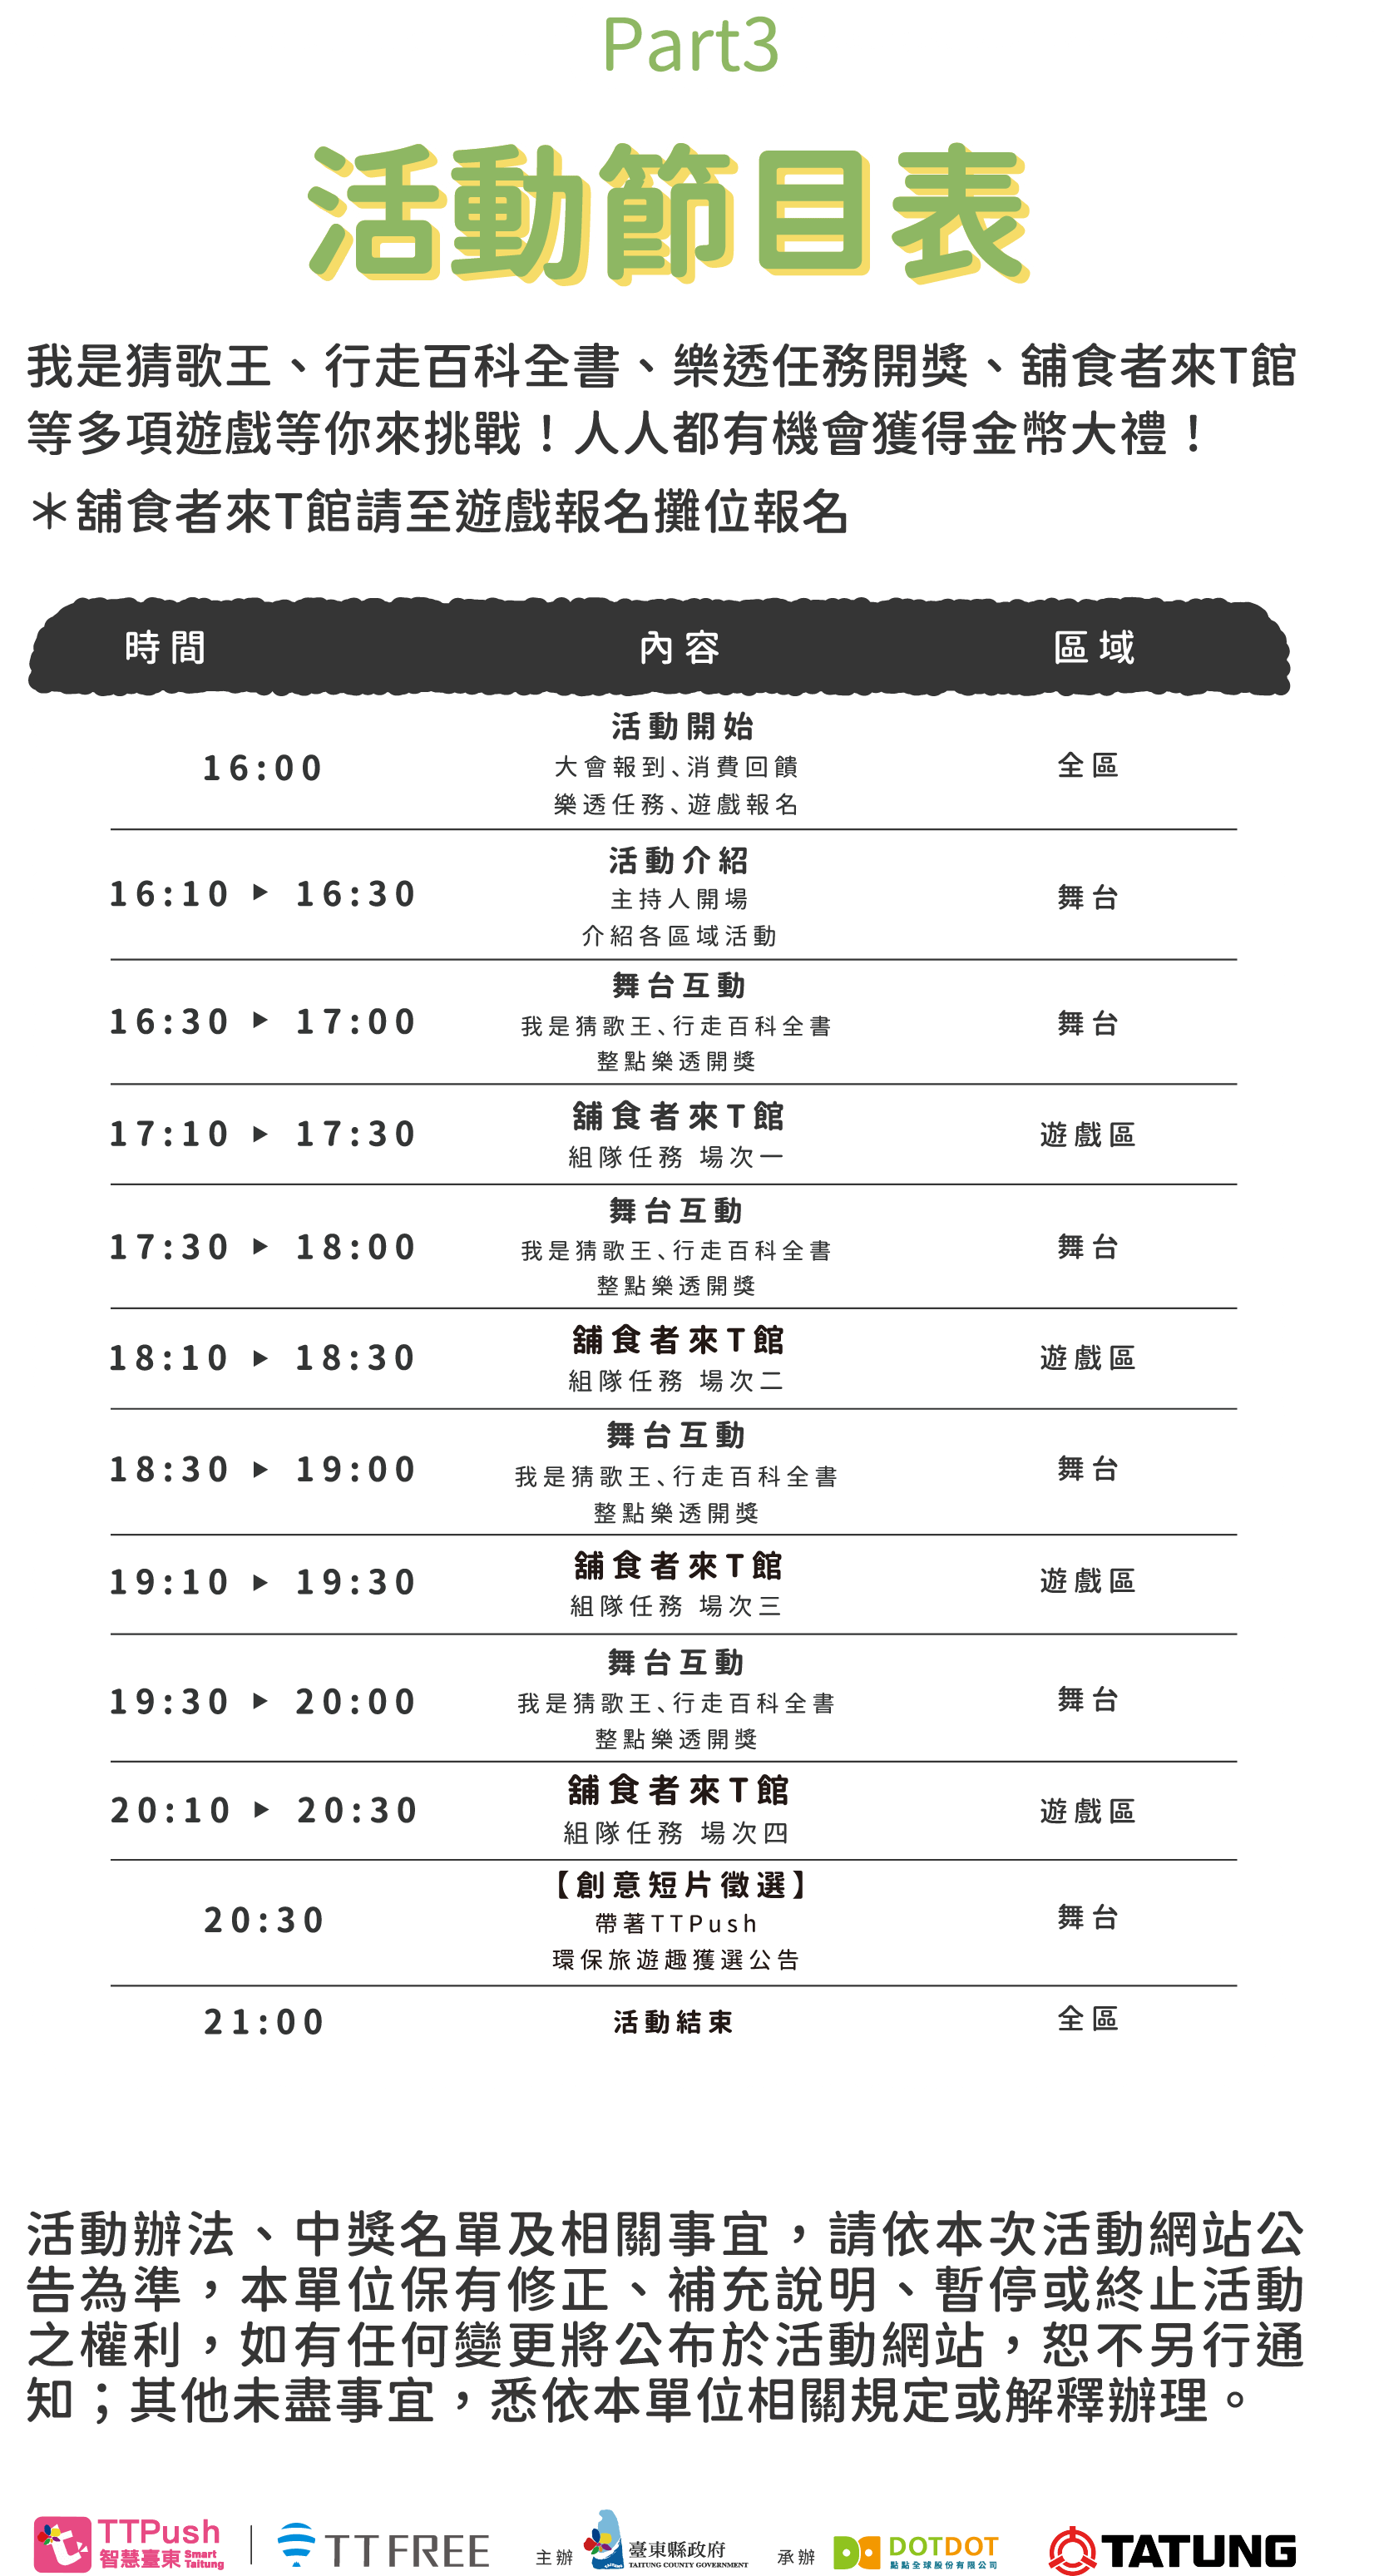 Part3
活動節目表
我是猜歌王、行走百科全書、樂透任務開獎、舖食者來T館
等多項遊戲等你來挑戰！人人都有機會獲得金幣大禮！
＊舖食者來T館請至遊戲報名攤位報名
時間 內容 區域
活動開始
16:00 大會報到、消費回饋 全區
樂透任務、遊戲報名
活動介紹
16:10 ▶ 16:30 主持人開場 舞台
介紹各區域活動
舞台互動
16:30 ▶ 17:00 我是猜歌王、行走百科全書 舞台
整點樂透開獎
舖食者來T館
17:10 ▶ 17:30 遊戲區
組隊任務 場次一
舞台互動
17:30 ▶ 18:00 我是猜歌王、行走百科全書 舞台
整點樂透開獎
舖食者來T館
18:10 ▶ 18:30 遊戲區
組隊任務 場次二
舞台互動
18:30 ▶ 19:00 我是猜歌王、行走百科全書 舞台
整點樂透開獎
舖食者來T館
19:10 ▶ 19:30 遊戲區
組隊任務 場次三
舞台互動
19:30 ▶ 20:00 我是猜歌王、行走百科全書 舞台
整點樂透開獎
舖食者來T館
20:10 ▶ 20:30 遊戲區
組隊任務 場次四
【創意短片徵選】
20:30 帶著TTPush 舞台
環保旅遊趣獲選公告
21:00 活動結束 全區
活動辦法、中獎名單及相關事宜，請依本次活動網站公
告為準，本單位保有修正、補充說明、暫停或終止活動
之權利，如有任何變更將公布於活動網站，恕不另行通
知；其他未盡事宜，悉依本單位相關規定或解釋辦理。
TTPush
智慧臺東 Smart Taitung
TTFREE
主辦
臺東縣政府
TAITUNG COUNTY GOVERNMENT
承辦
DOTDOT
點點全球股份有限公司
TATUNG